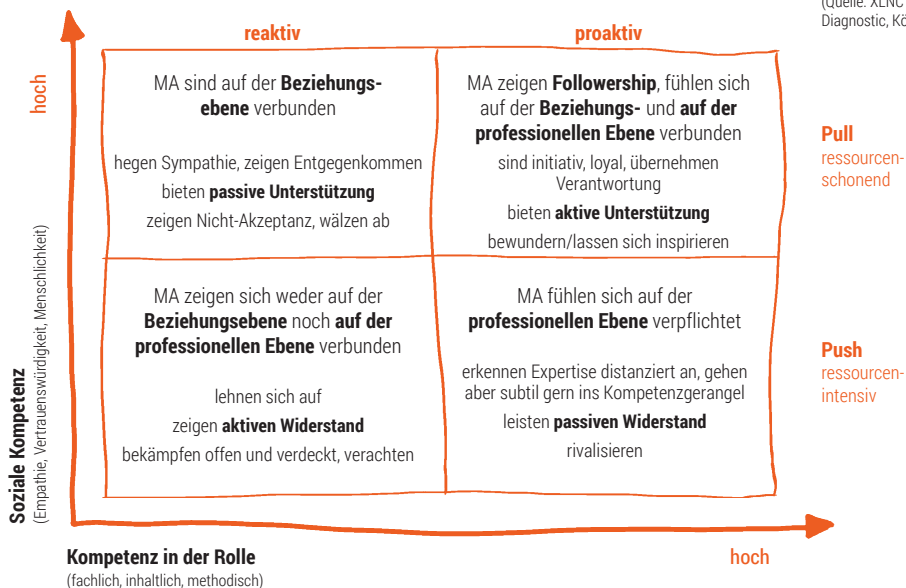 (Quelle: XLNC
Diagnostic, Kö
reaktiv
proaktiv
hoch
MA sind auf der Beziehungs-
ebene verbunden
hegen Sympathie, zeigen Entgegenkommen
bieten passive Unterstützung
zeigen Nicht-Akzeptanz, wälzen ab
MA zeigen Followership, fühlen sich
auf der Beziehungs- und auf der
professionellen Ebene verbunden
sind initiativ, loyal, übernehmen
Verantwortung
bieten aktive Unterstützung
bewundern/lassen sich inspirieren
Pull
ressourcen-
schonend
MA zeigen sich weder auf der
Beziehungsebene noch auf der
professionellen Ebene verbunden
lehnen sich auf
zeigen aktiven Widerstand
bekämpfen offen und verdeckt, verachten
MA fühlen sich auf der
professionellen Ebene verpflichtet
erkennen Expertise distanziert an, gehen
aber subtil gern ins Kompetenzgerangel
leisten passiven Widerstand
rivalisieren
Push
ressourcen-
intensiv
Soziale Kompetenz
(Empathie, Vertrauenswürdigkeit, Menschlichkeit)
Kompetenz in der Rolle
(fachlich, inhaltlich, methodisch)
hoch